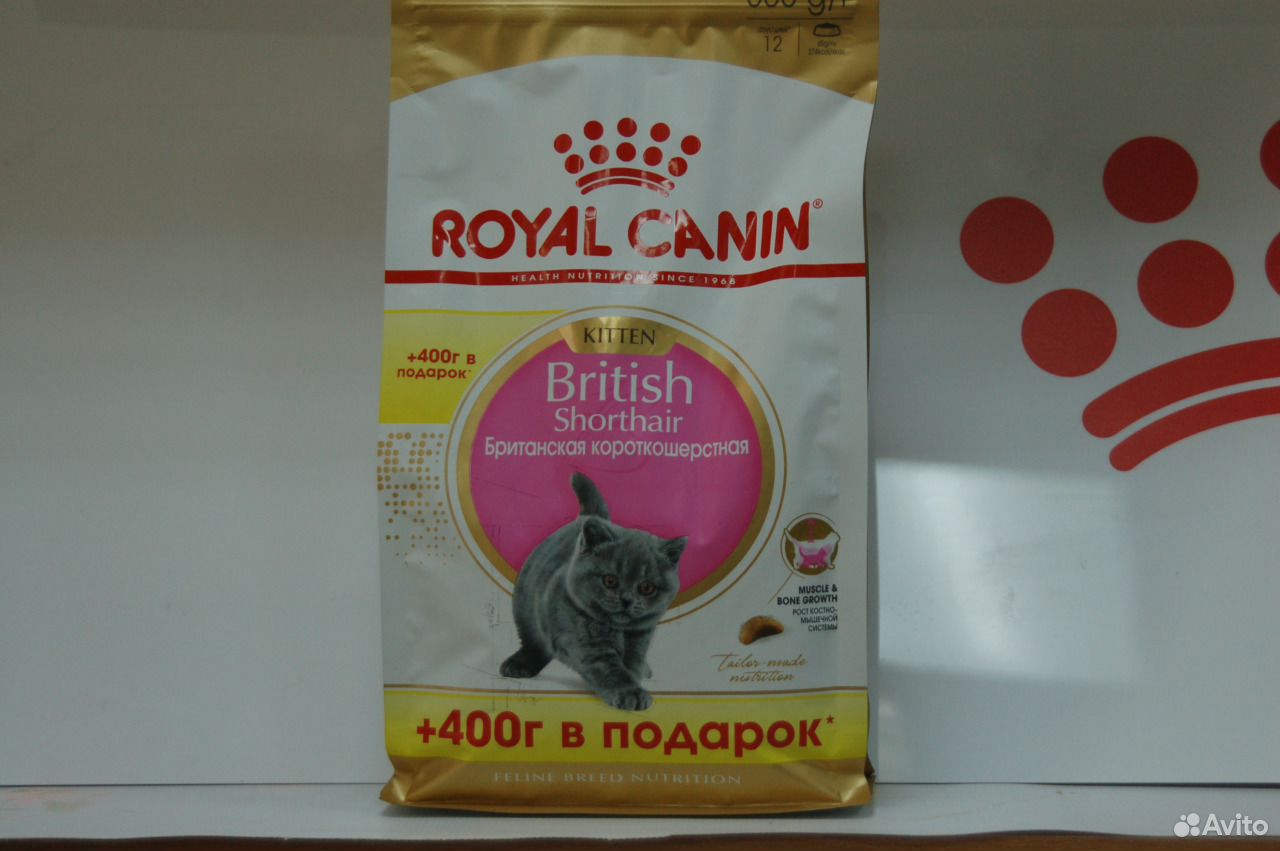 12
ROYAL CANIN®
HEALTH NUTRITION SINCE 1968
KITTEN
+400г в
подарок*
British
Shorthair
Британская короткошерстная
MUSCLE &
BONE GROWTH
РОСТ КОСТНО-
МЫШЕЧНОЙ
СИСТЕМЫ
Tailor-made
nutrition
+400г в подарок*
FELINE BREED NUTRITION
Avito